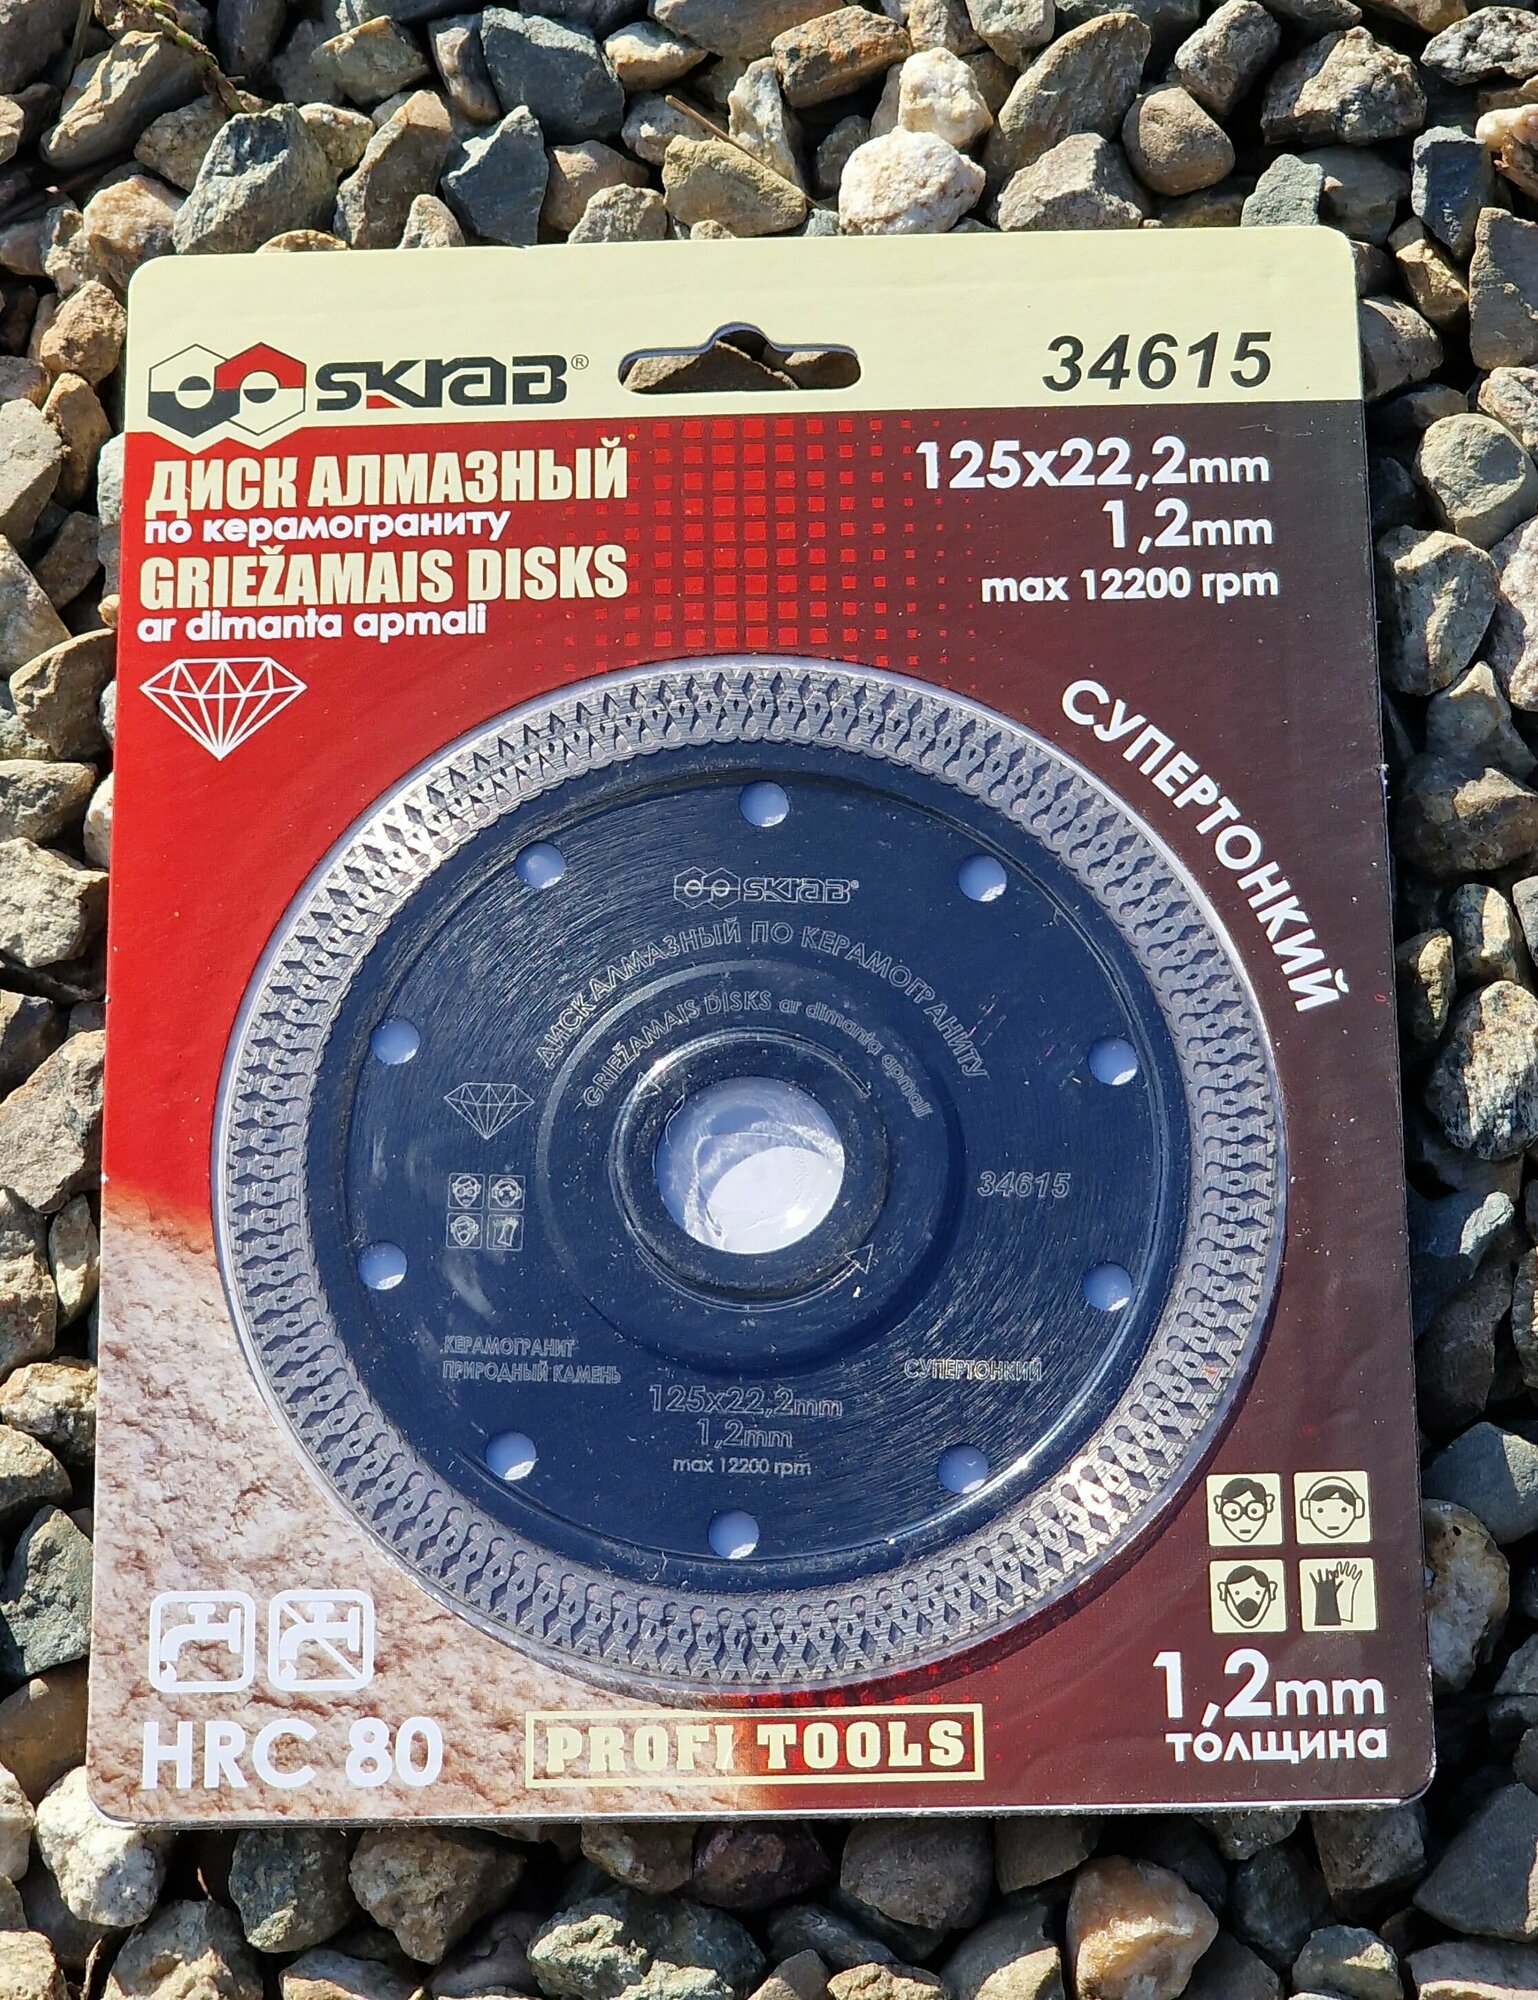 SKRAB®
34615
ДИСК АЛМАЗНЫЙ
по керамограниту
GRIEŽAMAIS DISKS
ar dimanta apmali
125x22,2mm
1,2mm
max 12200 rpm
СУПЕРТОНКИЙ
SKRAB®
ДИСК АЛМАЗНЫЙ ПО КЕРАМОГРАНИТУ
GRIEŽAMAIS DISKS ar dimanta apmali
34615
КЕРАМОГРАНИТ
ПРИРОДНЫЙ КАМЕНЬ
СУПЕРТОНКИЙ
125x22,2mm
1,2mm
max 12200 rpm
HRC 80
PROFI TOOLS
1,2mm
толщина